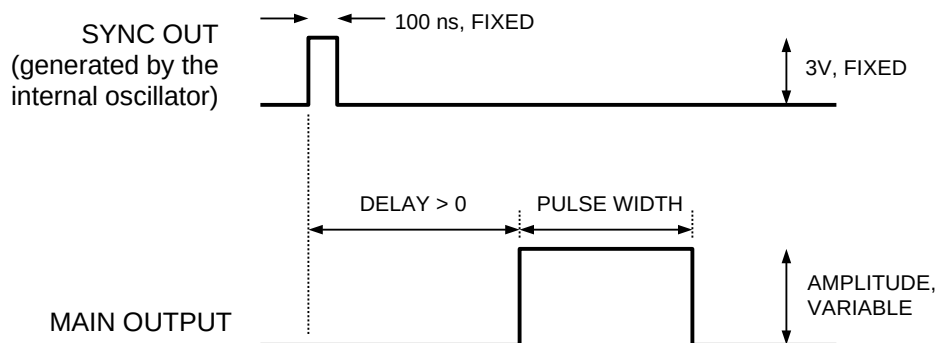 100 ns, FIXED
SYNC OUT
(generated by the
internal oscillator)
3V, FIXED
DELAY > 0
PULSE WIDTH
AMPLITUDE,
VARIABLE
MAIN OUTPUT